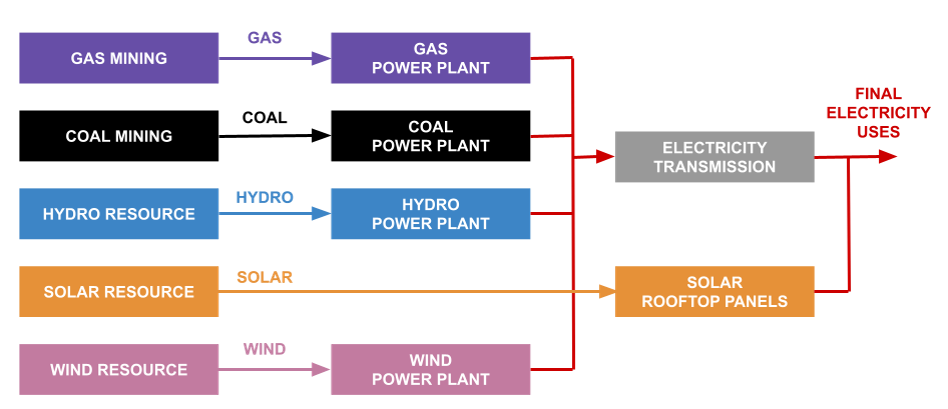 GAS MINING
GAS
GAS
POWER PLANT
COAL MINING
COAL
COAL
POWER PLANT
HYDRO RESOURCE
HYDRO
HYDRO
POWER PLANT
SOLAR RESOURCE
SOLAR
WIND RESOURCE
WIND
WIND
POWER PLANT
ELECTRICITY
TRANSMISSION
SOLAR
ROOFTOP PANELS
FINAL
ELECTRICITY
USES